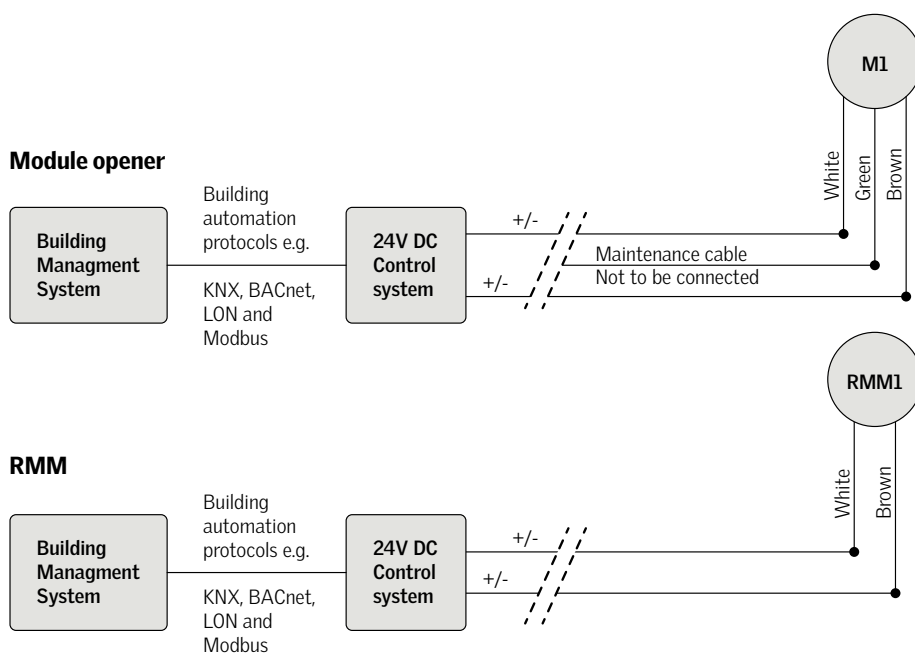 M1
Module opener
White
Green
Brown
Building
automation
protocols e.g.
KNX, BACnet,
LON and
Modbus
Building
Managment
System
24V DC
Control
system
+/-
+/-
Maintenance cable
Not to be connected
RMM1
RMM
White
Brown
Building
automation
protocols e.g.
KNX, BACnet,
LON and
Modbus
Building
Managment
System
24V DC
Control
system
+/-
+/-